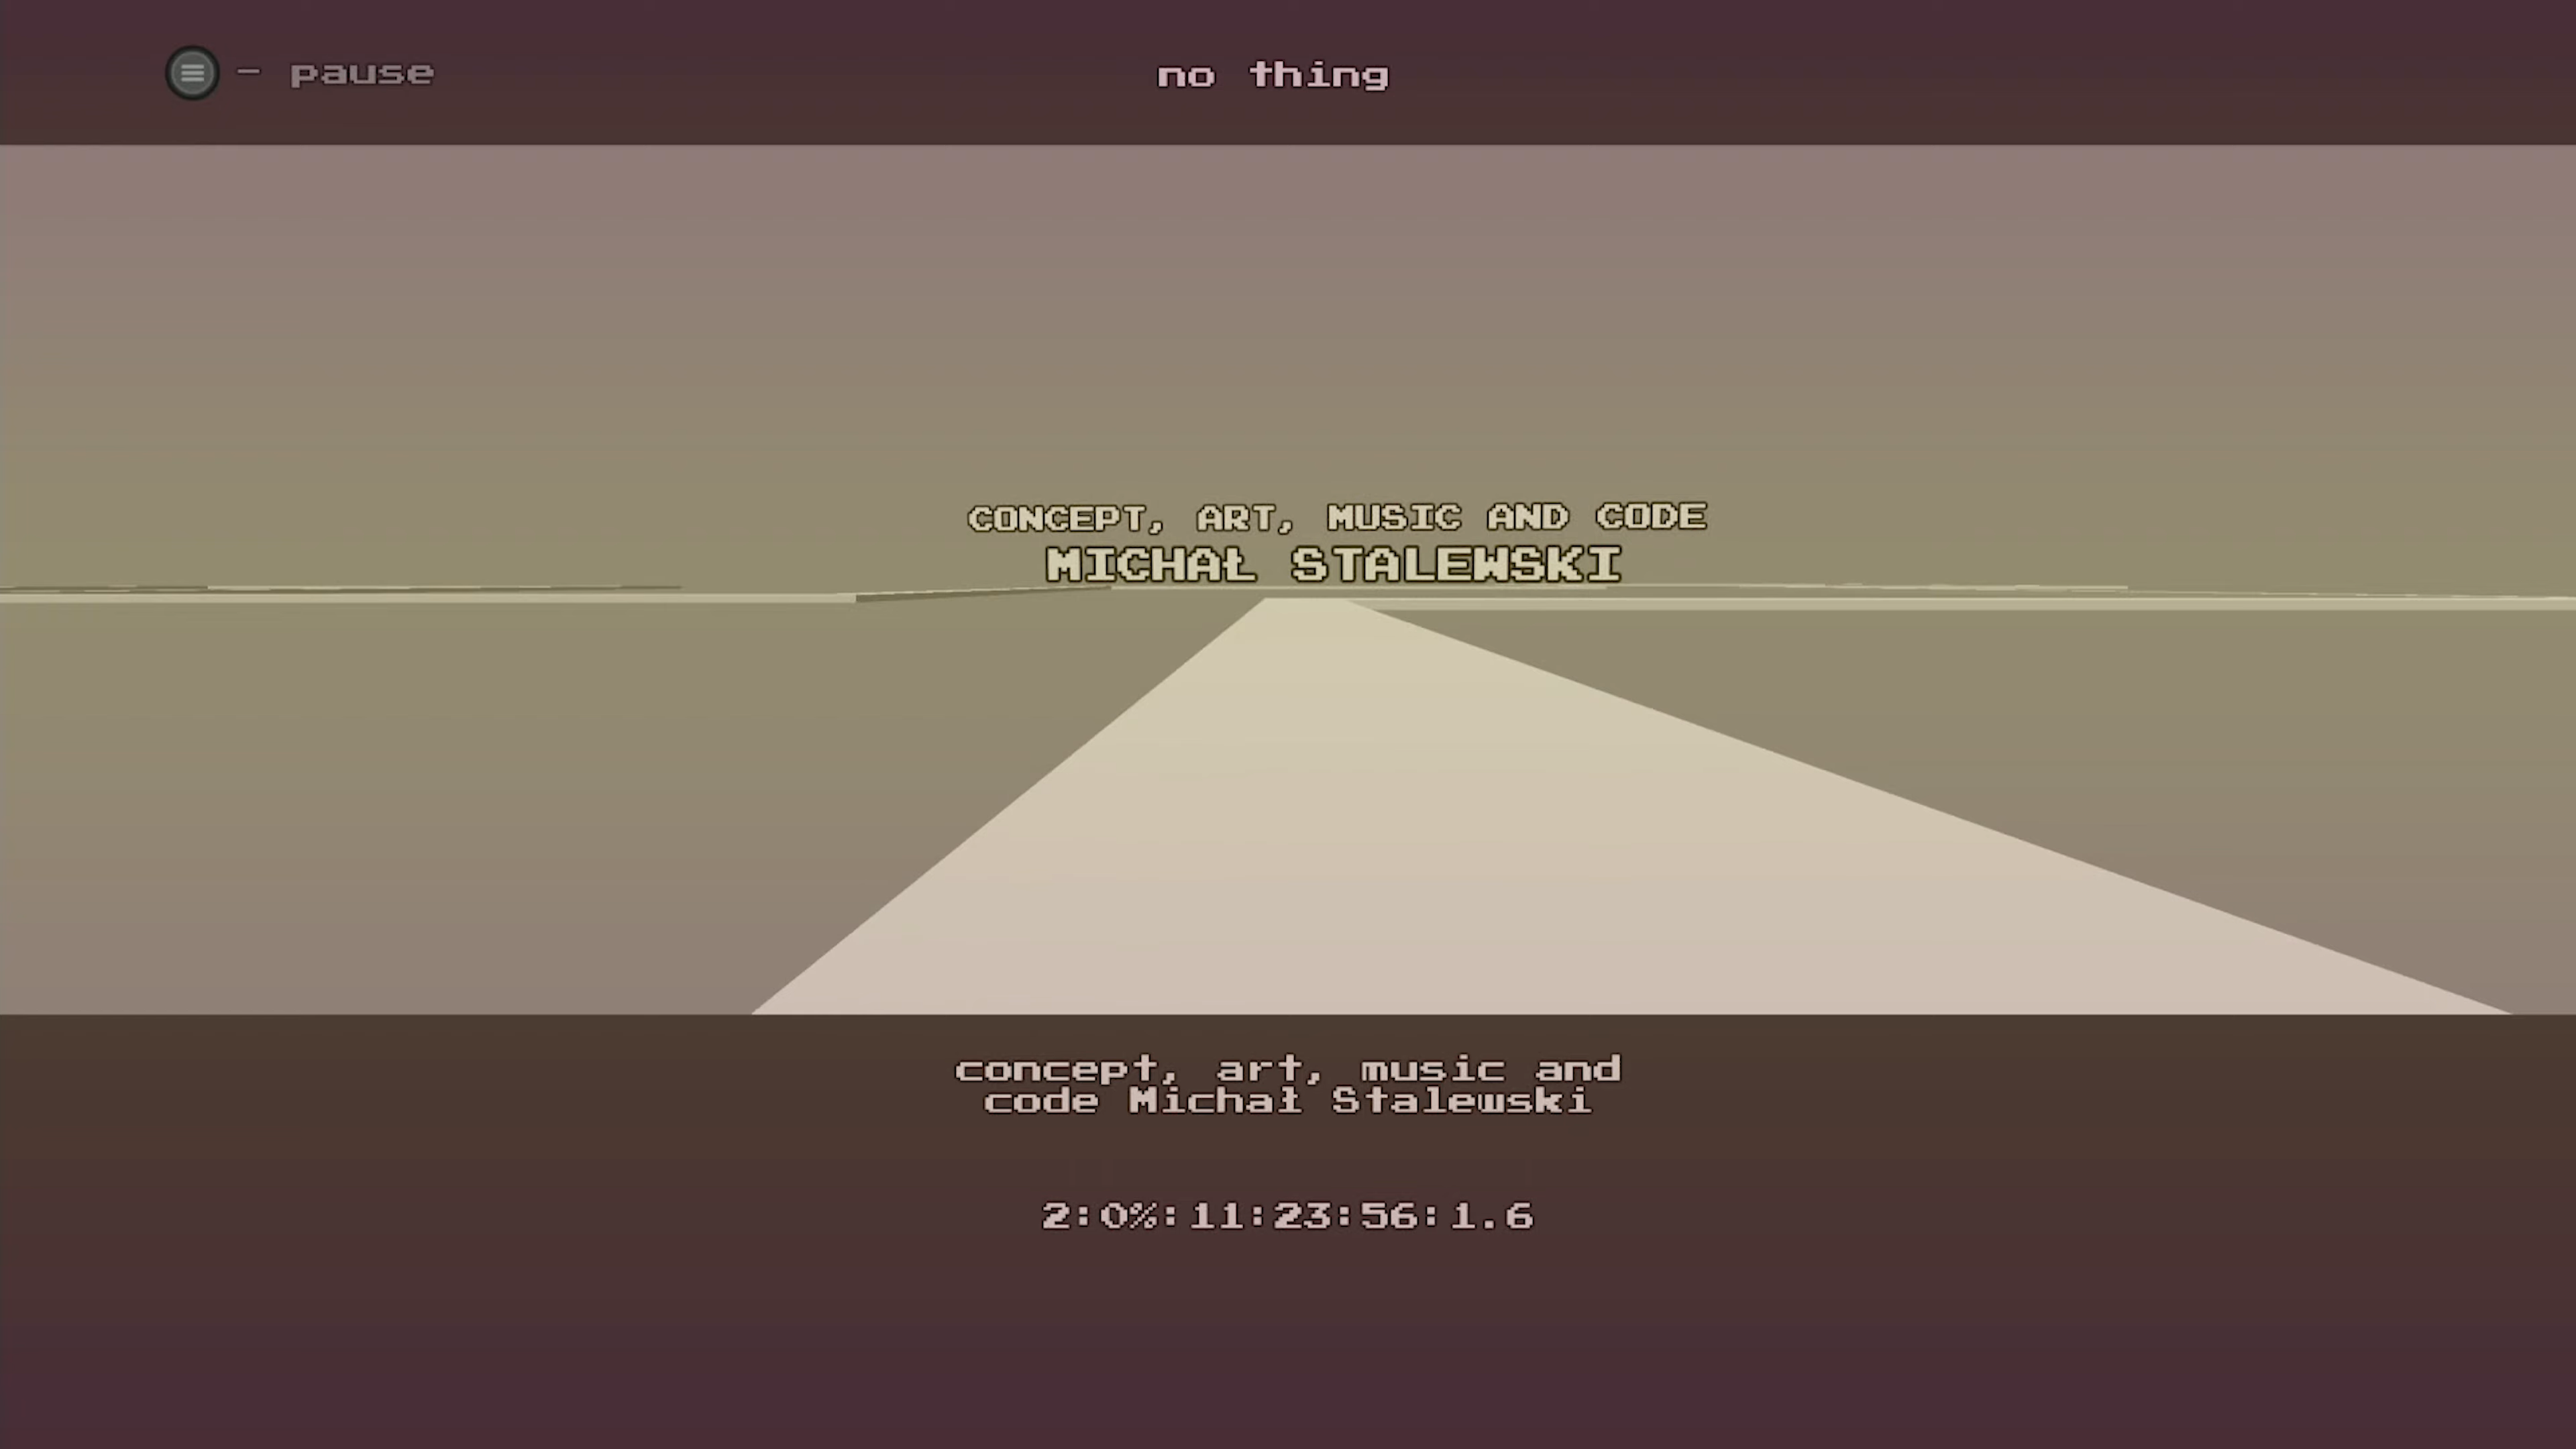 - pause
no thing
CONCEPT, ART, MUSIC AND CODE
MICHAŁ STALEWSKI
concept, art, music and
code Michał Stalewski
2:0%:11:23:56:1.6